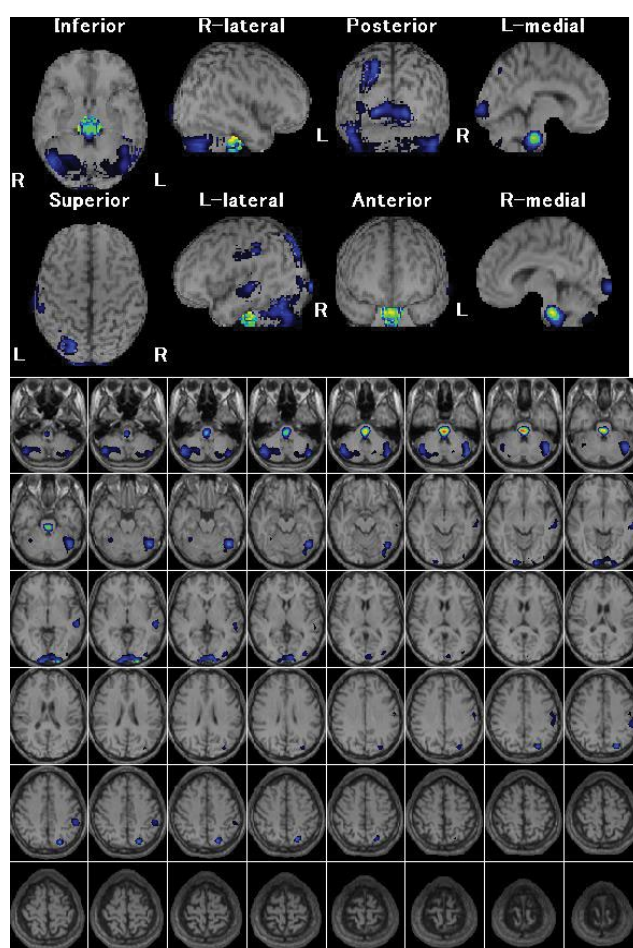 Inferior R-lateral Posterior L-medial
L R
R L
Superior L-lateral Anterior R-medial
R L
L R